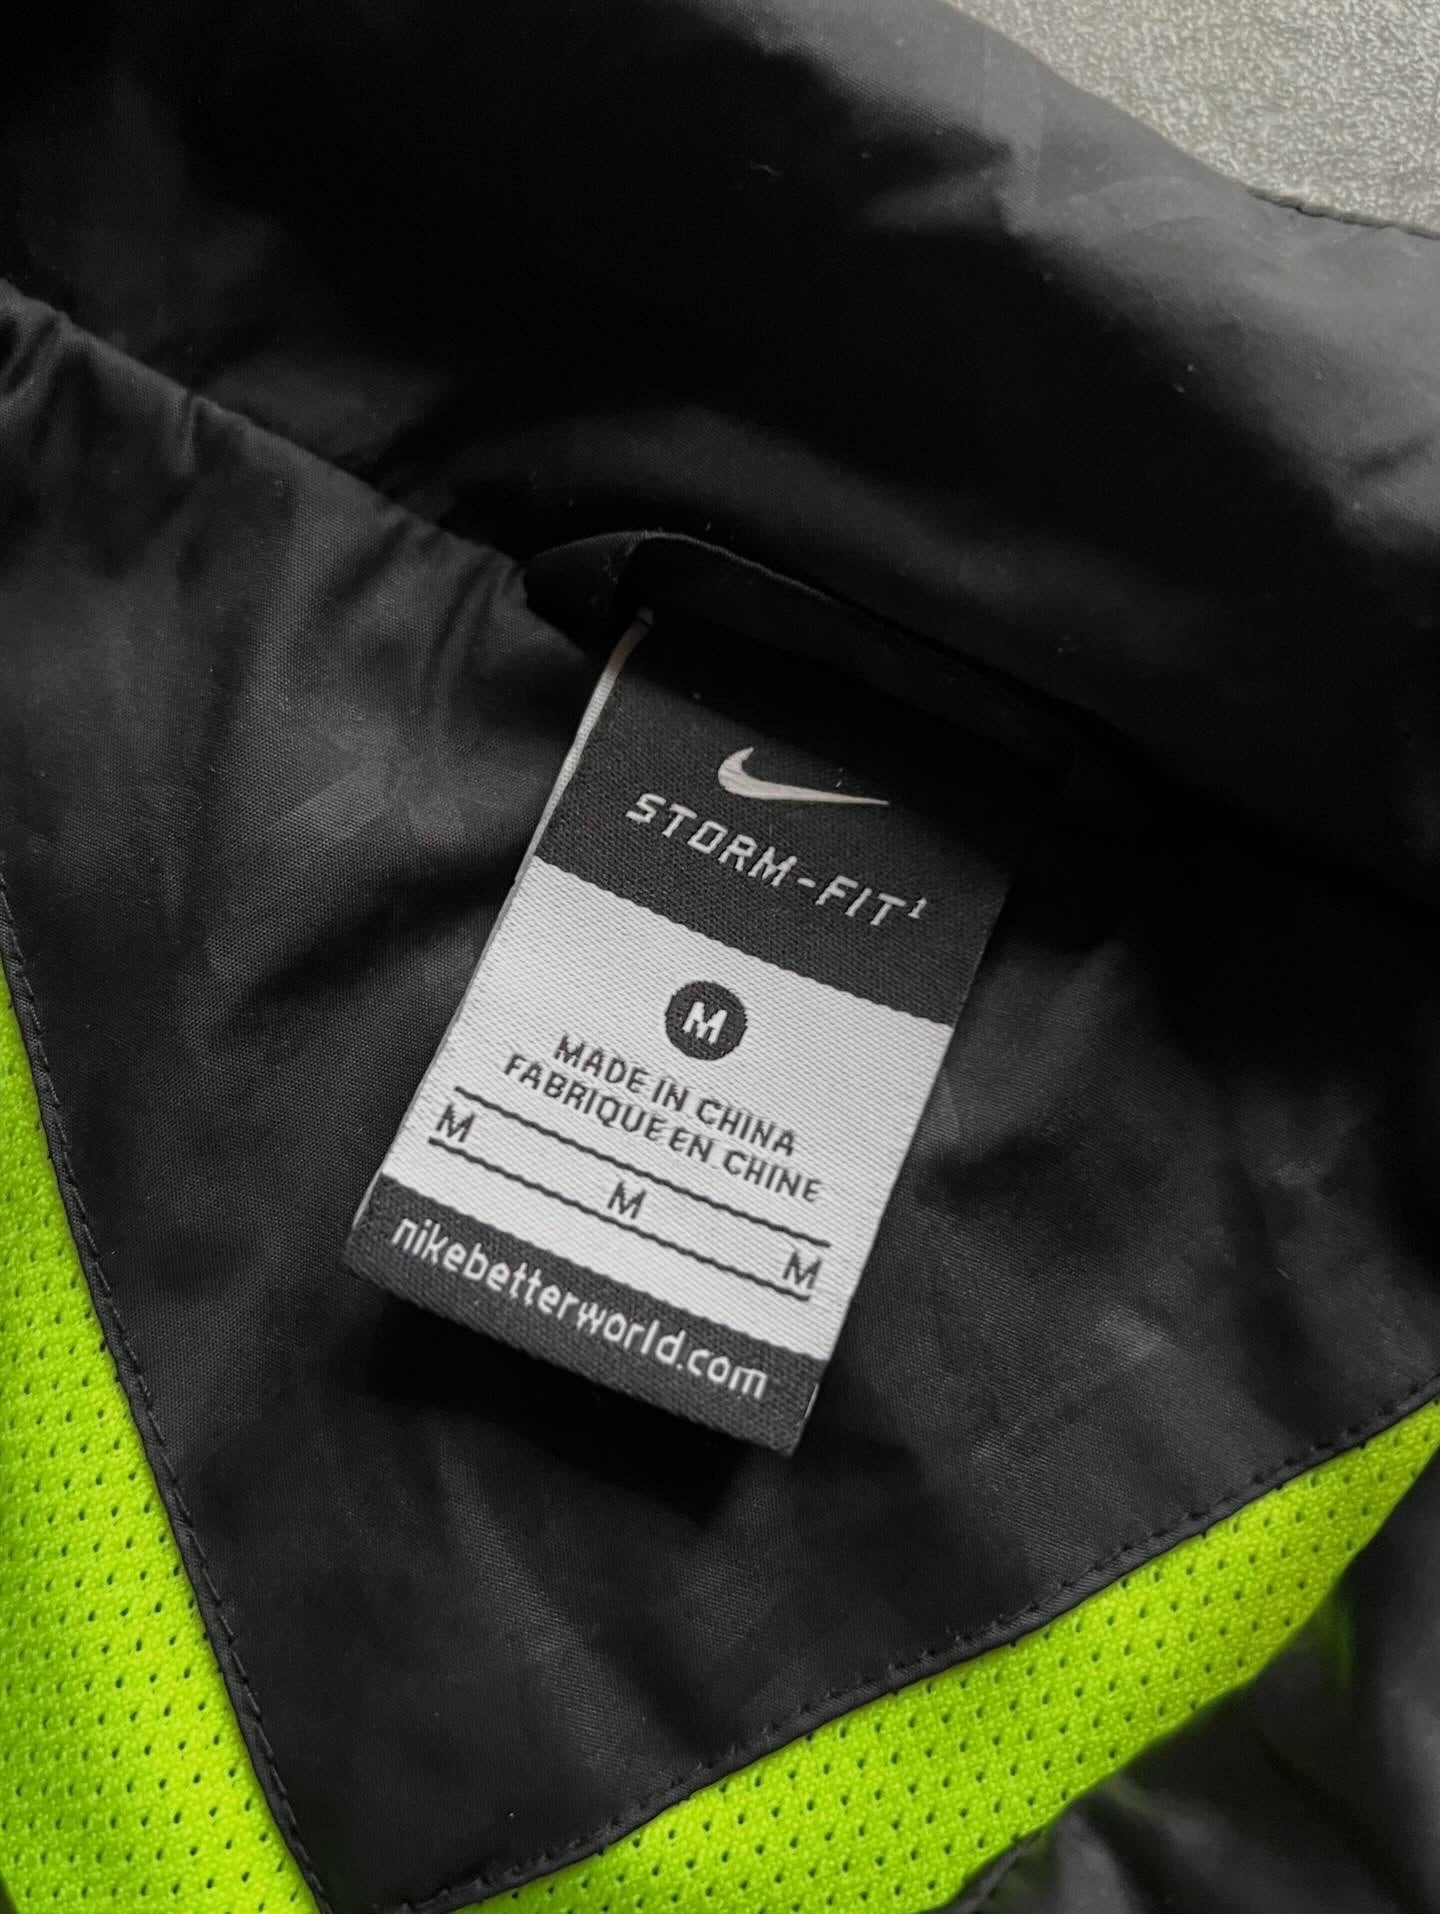 STORM-FIT¹
M
MADE IN CHINA
FABRIQUE EN CHINE
M
M
M
nikebetterworld.com